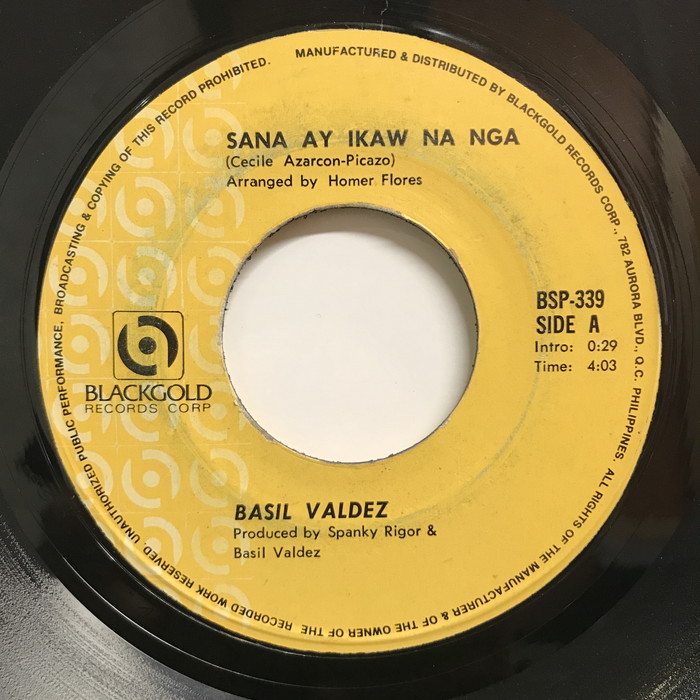 MANUFACTURED & DISTRIBUTED BY BLACKGOLD RECORDS CORP., 782 AURORA BLVD., Q.C. PHILIPPINES. ALL RIGHTS OF THE MANUFACTURER & OF THE OWNER OF THE RECORDED WORK RESERVED. UNAUTHORIZED PUBLIC PERFORMANCE, BROADCASTING & COPYING OF THIS RECORD PROHIBITED.
SANA AY IKAW NA NGA
(Cecile Azarcon-Picazo)
Arranged by Homer Flores
BSP-339
SIDE A
Intro: 0:29
Time: 4:03
BLACKGOLD
RECORDS CORP
BASIL VALDEZ
Produced by Spanky Rigor &
Basil Valdez